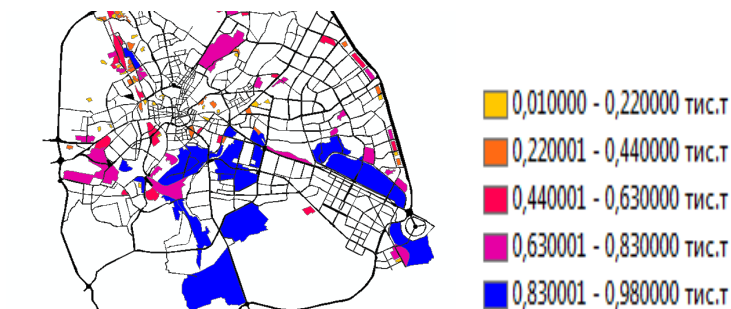 0,010000 - 0,220000 тис.т
0,220001 - 0,440000 тис.т
0,440001 - 0,630000 тис.т
0,630001 - 0,830000 тис.т
0,830001 - 0,980000 тис.т